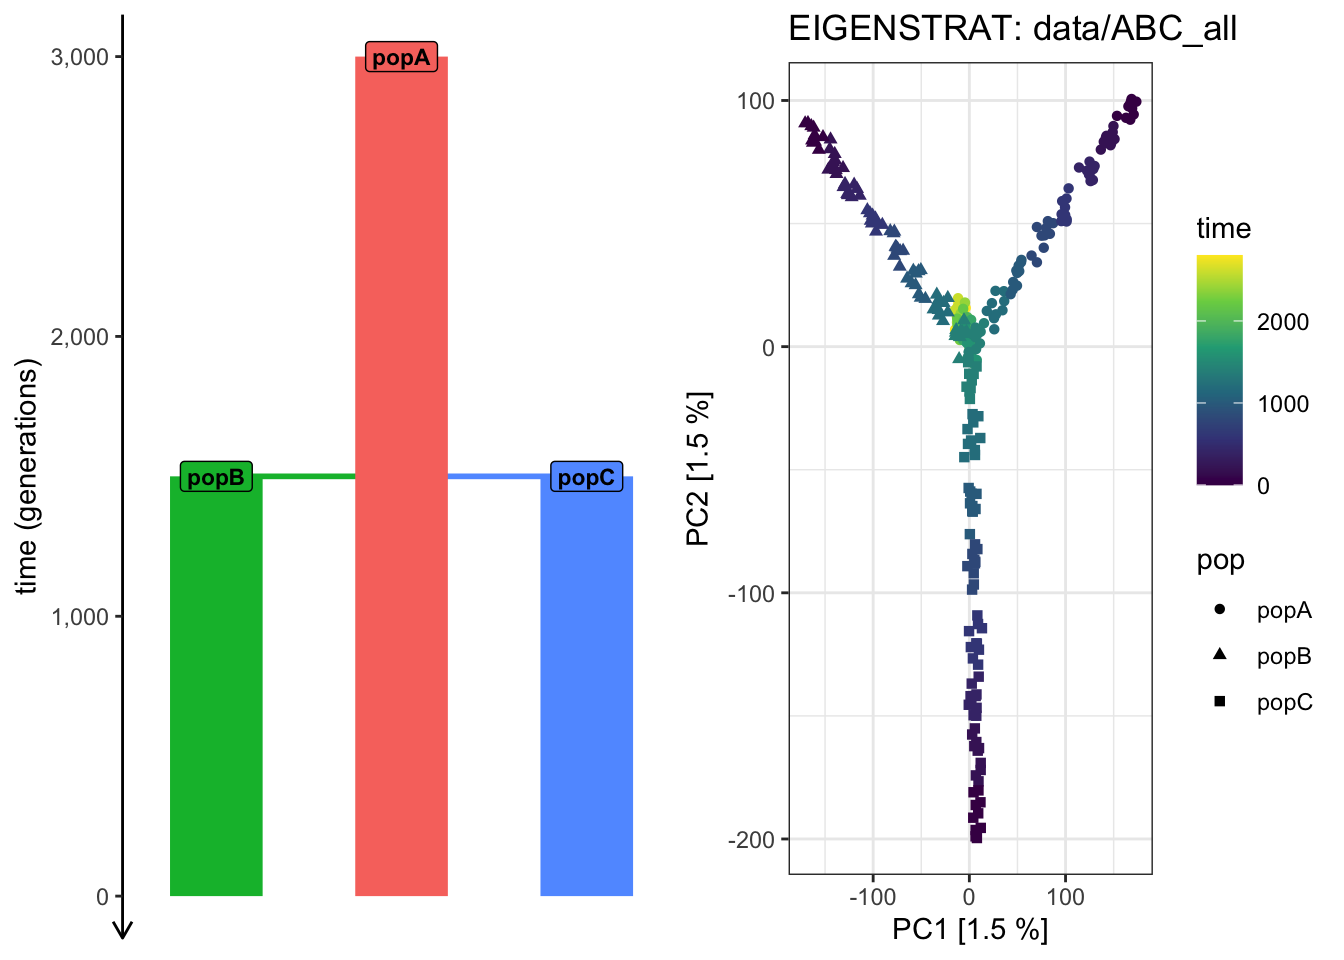 time (generations)
3,000
2,000
1,000
0
popA
popB
popC
EIGENSTRAT: data/ABC_all
PC2 [1.5 %]
100
0
-100
-200
-100
0
100
PC1 [1.5 %]
time
2000
1000
0
pop
popA
popB
popC